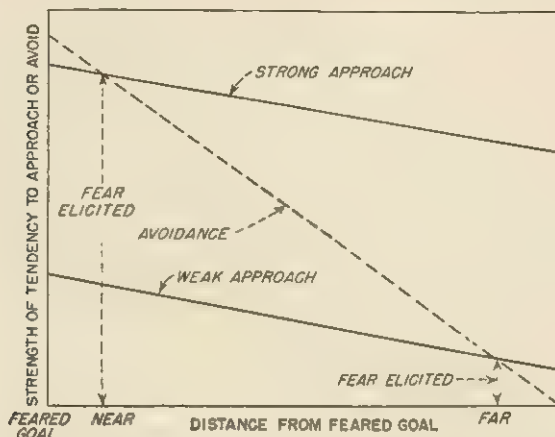 STRENGTH OF TENDENCY TO APPROACH OR AVOID
STRONG APPROACH
FEAR
ELICITED
AVOIDANCE
WEAK APPROACH
FEAR ELICITED
FEARED
GOAL
NEAR
DISTANCE FROM FEARED GOAL
FAR